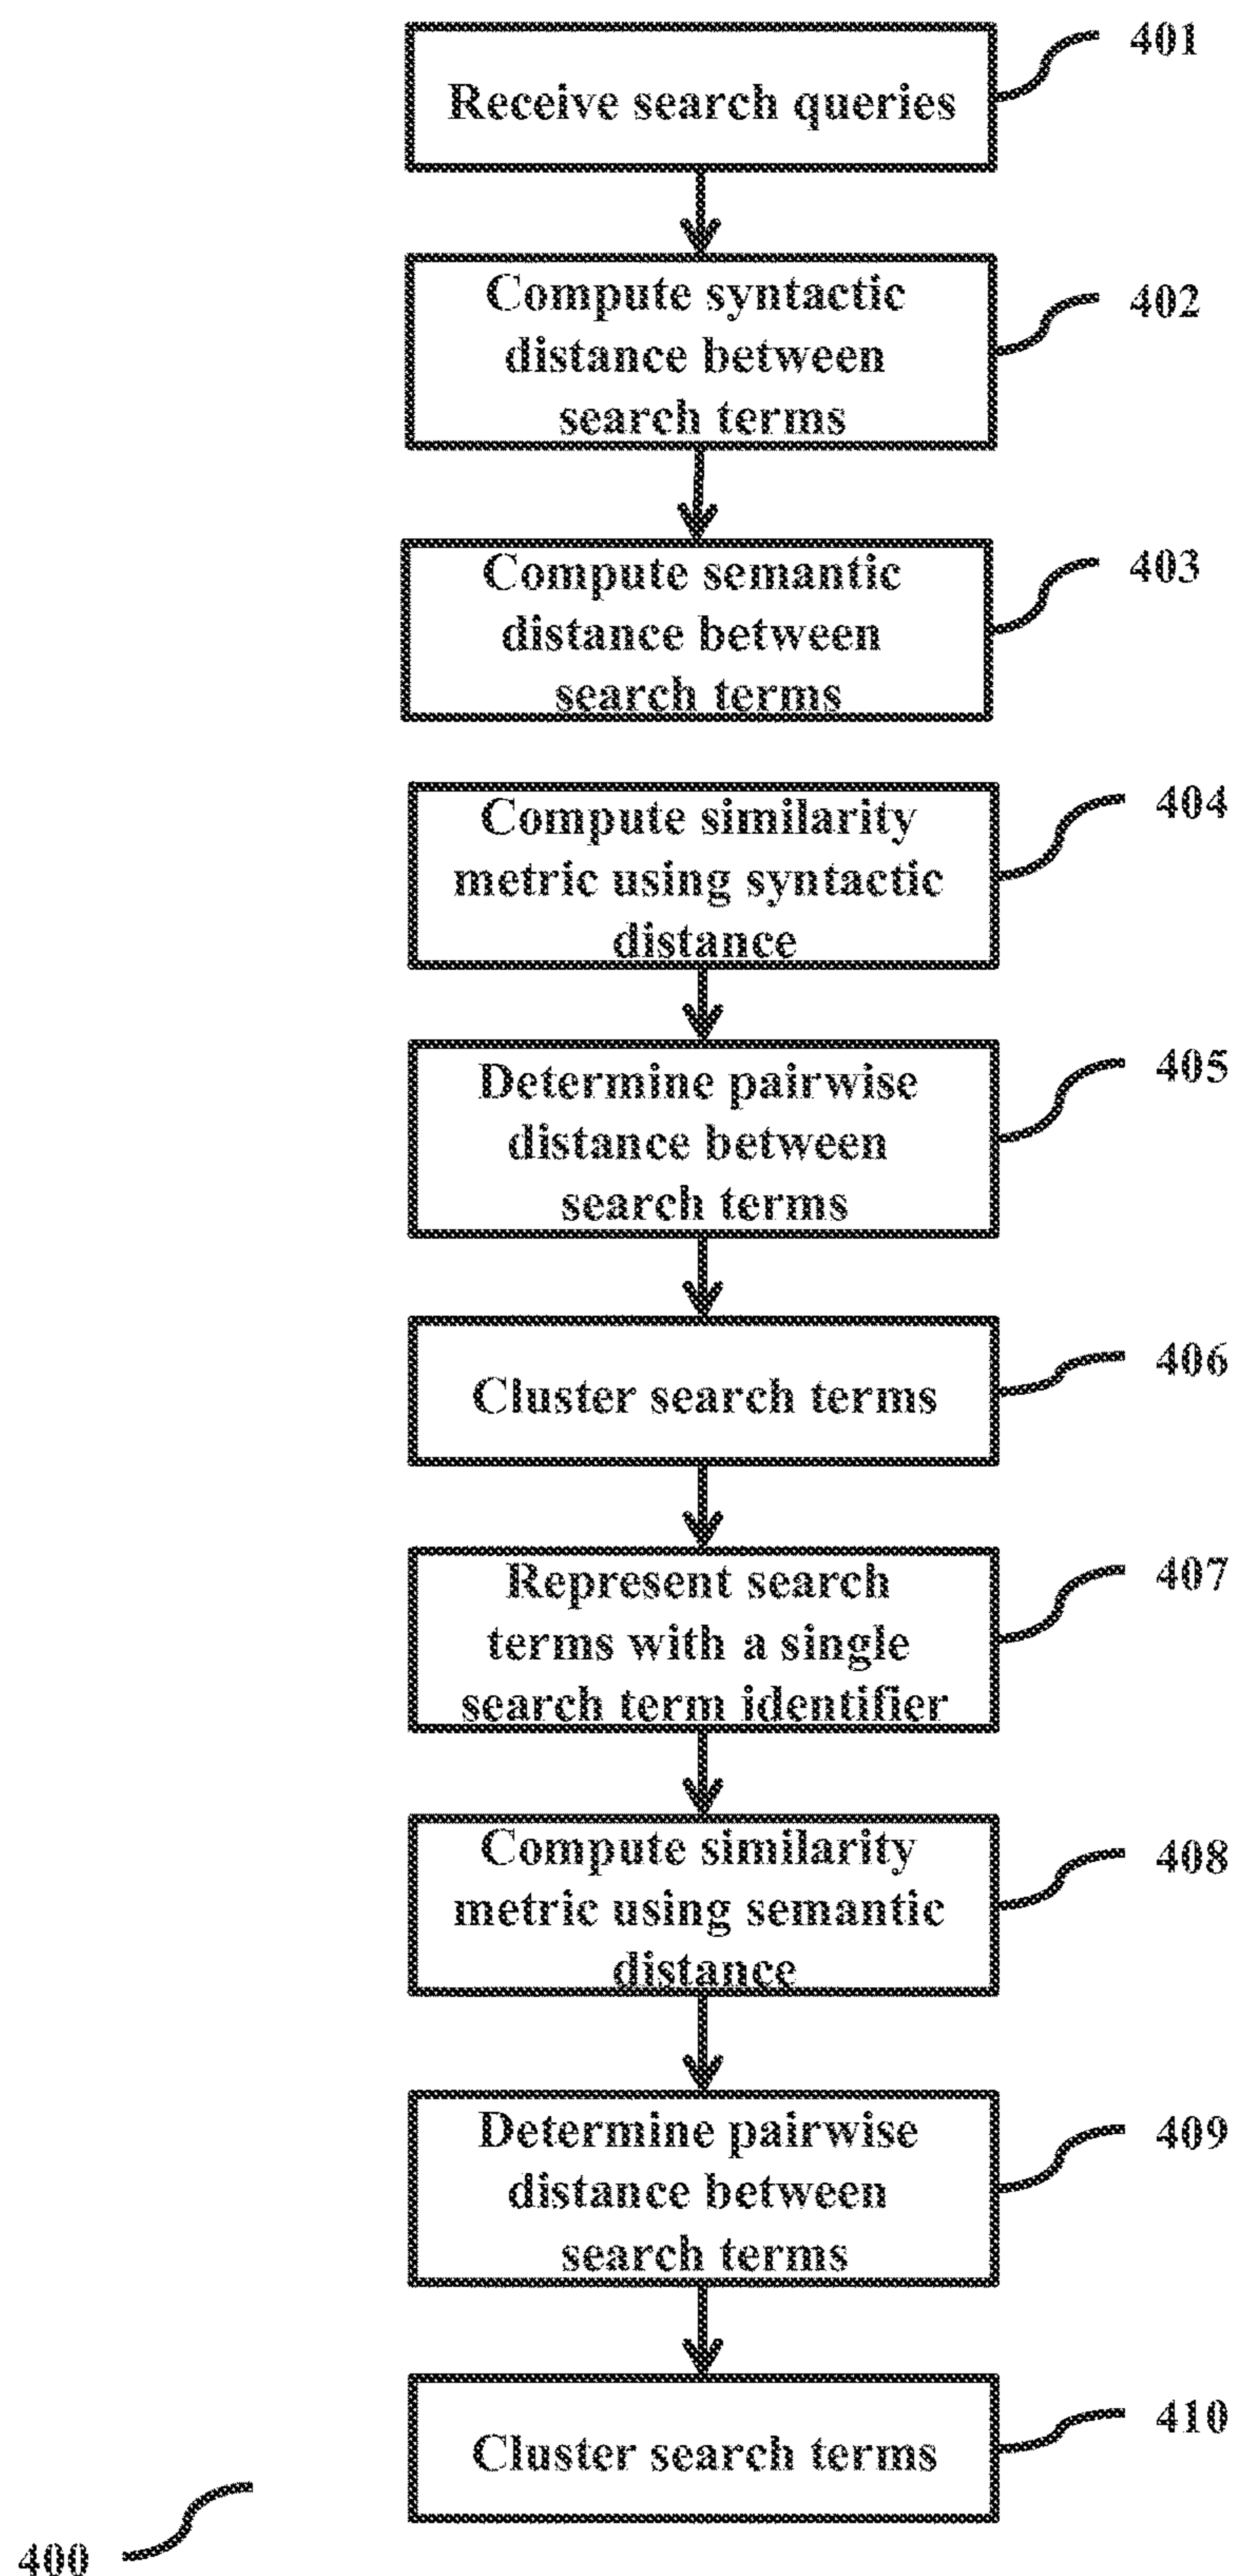 401
Receive search queries
402
Compute syntactic
distance between
search terms
403
Compute semantic
distance between
search terms
404
Compute similarity
metric using syntactic
distance
405
Determine pairwise
distance between
search terms
406
Cluster search terms
407
Represent search
terms with a single
search term identifier
408
Compute similarity
metric using semantic
distance
409
Determine pairwise
distance between
search terms
410
Cluster search terms
400